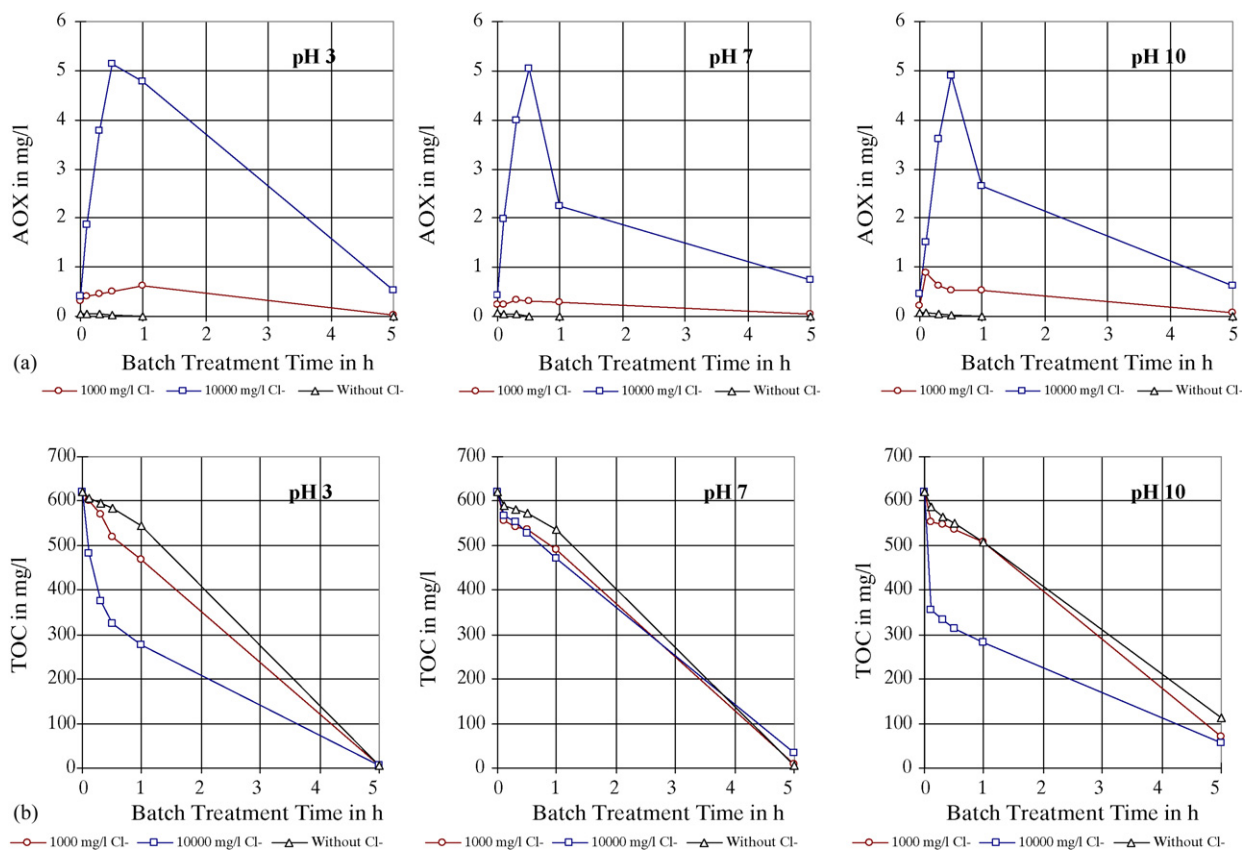 6
5
4
3
2
1
0
AOX in mg/l
pH 3
0 1 2 3 4 5
Batch Treatment Time in h
6
5
4
3
2
1
0
AOX in mg/l
pH 7
0 1 2 3 4 5
Batch Treatment Time in h
6
5
4
3
2
1
0
AOX in mg/l
pH 10
0 1 2 3 4 5
Batch Treatment Time in h
(a)
1000 mg/l Cl- 10000 mg/l Cl- Without Cl-
1000 mg/l Cl- 10000 mg/l Cl- Without Cl-
1000 mg/l Cl- 10000 mg/l Cl- Without Cl-
700
600
500
400
300
200
100
0
TOC in mg/l
pH 3
0 1 2 3 4 5
Batch Treatment Time in h
700
600
500
400
300
200
100
0
TOC in mg/l
pH 7
0 1 2 3 4 5
Batch Treatment Time in h
700
600
500
400
300
200
100
0
TOC in mg/l
pH 10
0 1 2 3 4 5
Batch Treatment Time in h
(b)
1000 mg/l Cl- 10000 mg/l Cl- Without Cl-
1000 mg/l Cl- 10000 mg/l Cl- Without Cl-
1000 mg/l Cl- 10000 mg/l Cl- Without Cl-